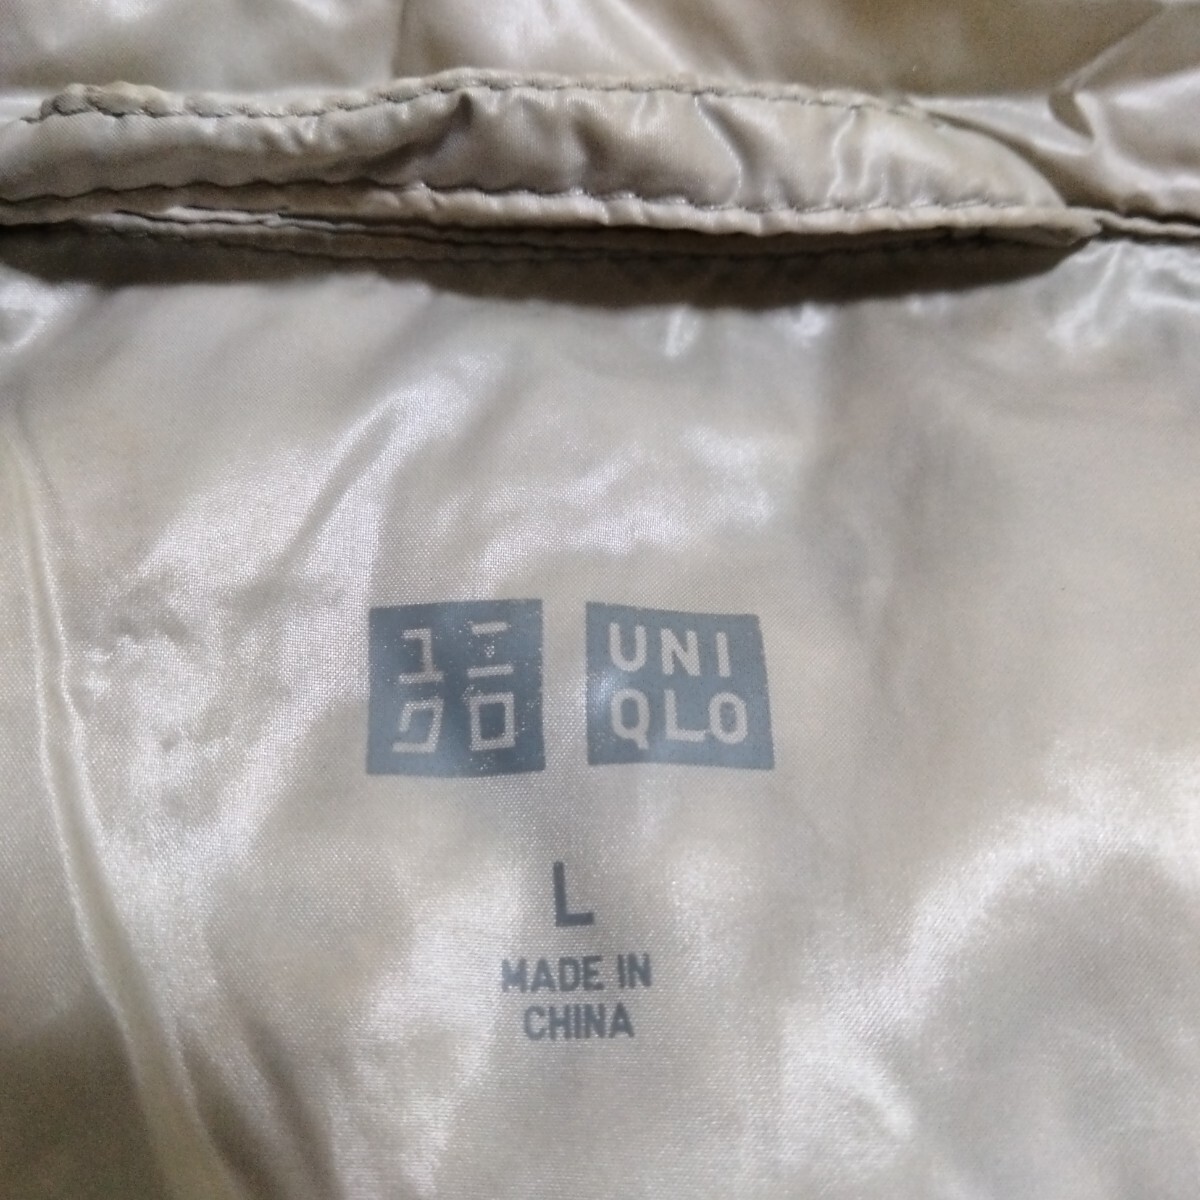 ユニ
クロ
UNI
QLO
L
MADE IN
CHINA